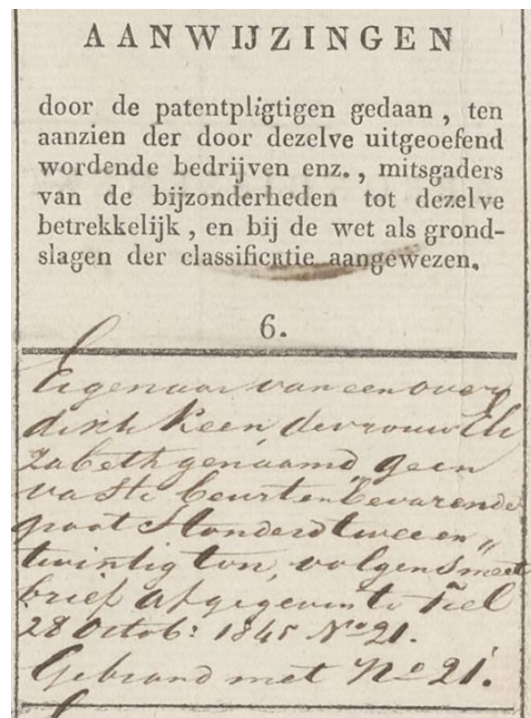 AANWIJZINGEN
door de patentpligtigen gedaan, ten
aanzien der door dezelve uitgeoefend
wordende bedrijven enz., mitsgaders
van de bijzonderheden tot dezelve
betrekkelijk, en bij de wet als grond-
slagen der classificatie aangewezen.
6.
Eigenaar van een over
dekt Keen, de vrouw Eli
zabeth genaamd, geen
vaste beurten bevarende
groot Honderd twee en "
twintig ton, volgens meet
brief afgegeven te Tiel
28 Octob: 1845 No 21.
Gebrand met No 21.